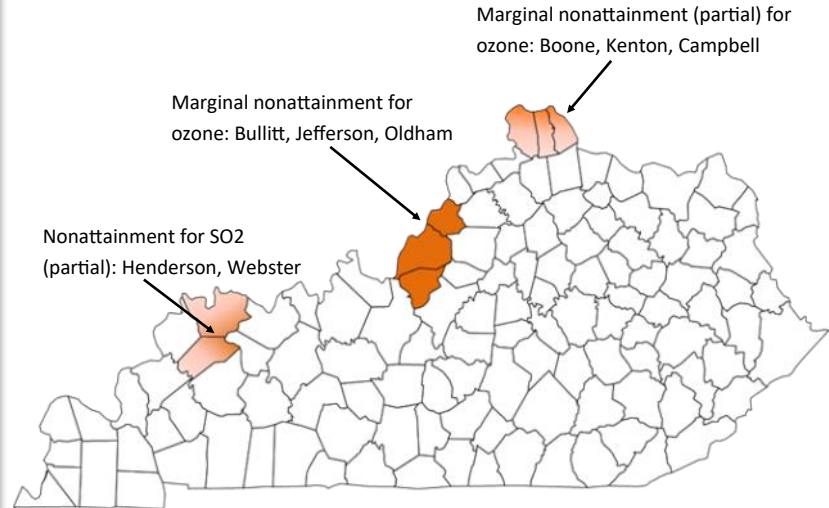 Marginal nonattainment (partial) for
ozone: Boone, Kenton, Campbell
Marginal nonattainment for
ozone: Bullitt, Jefferson, Oldham
Nonattainment for SO2
(partial): Henderson, Webster